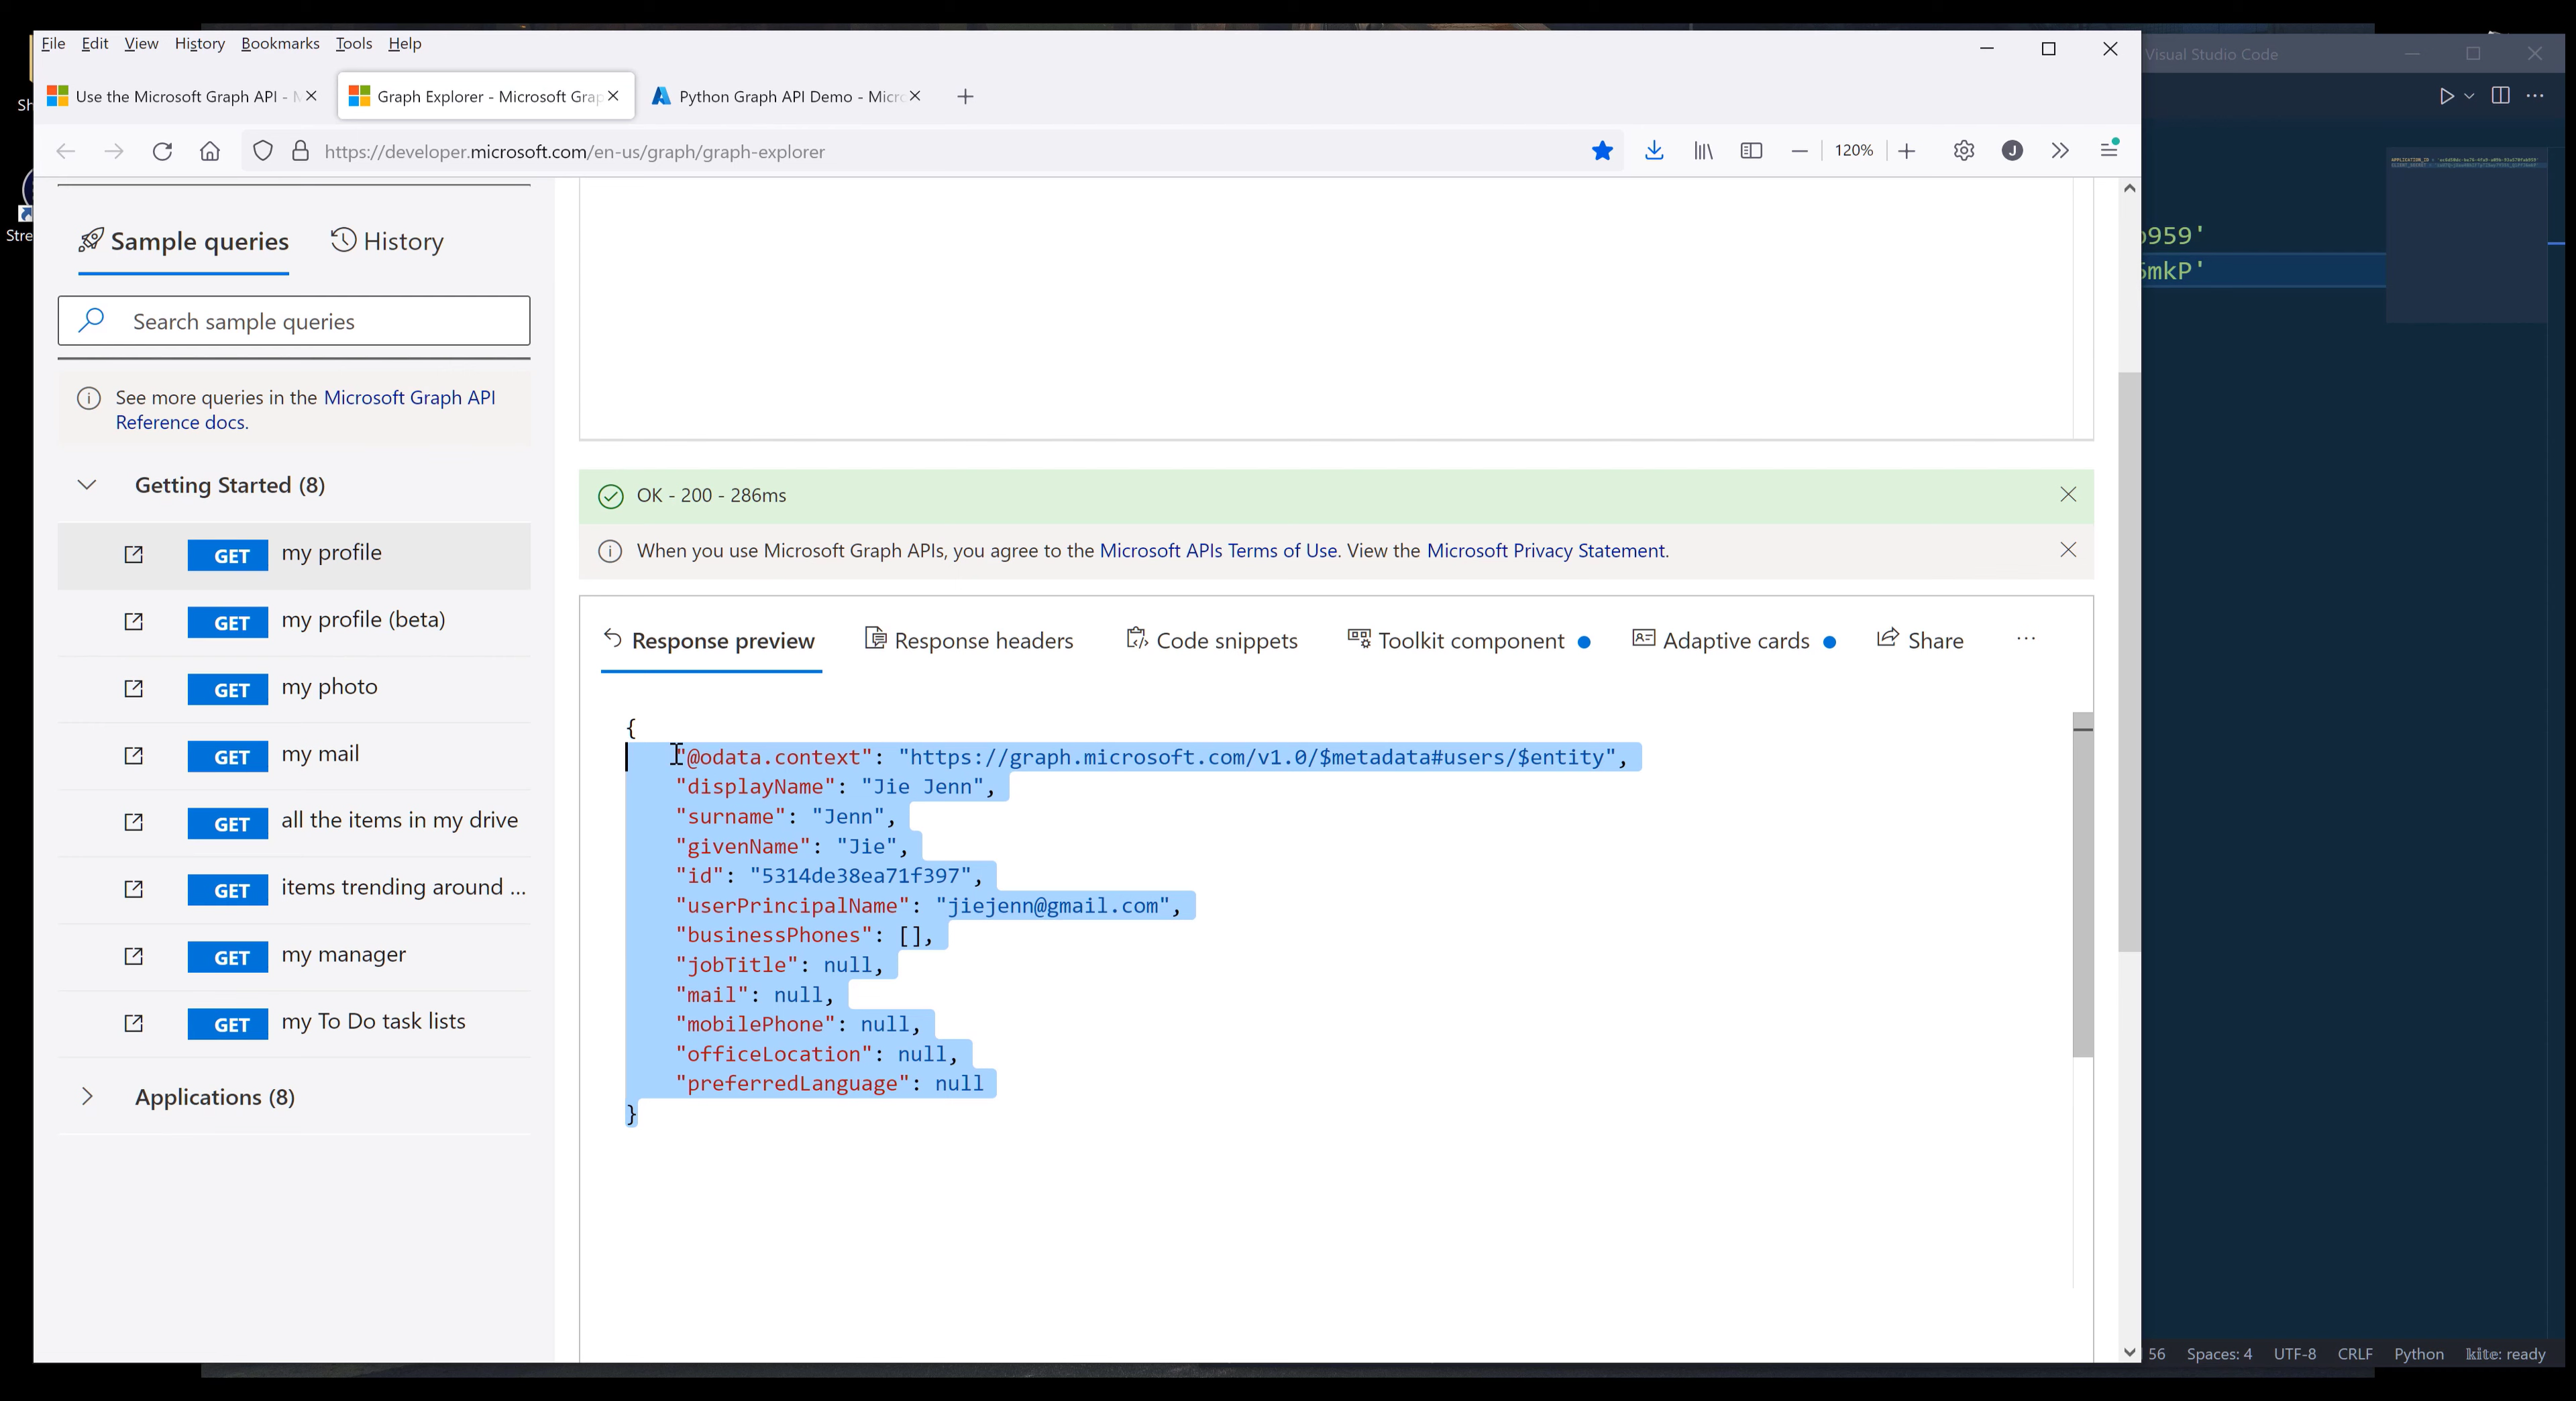 File Edit View History Bookmarks Tools Help
Visual Studio Code
Use the Microsoft Graph API -
Graph Explorer - Microsoft Grap
Python Graph API Demo - Micro
https://developer.microsoft.com/en-us/graph/graph-explorer
120%
J
Sh
Stre
Sample queries
History
Search sample queries
See more queries in the Microsoft Graph API
Reference docs.
Getting Started (8)
GET my profile
GET my profile (beta)
GET my photo
GET my mail
GET all the items in my drive
GET items trending around ...
GET my manager
GET my To Do task lists
Applications (8)
OK - 200 - 286ms
When you use Microsoft Graph APIs, you agree to the Microsoft APIs Terms of Use. View the Microsoft Privacy Statement.
Response preview
Response headers
Code snippets
Toolkit component
Adaptive cards
Share
...
{
"@odata.context": "https://graph.microsoft.com/v1.0/$metadata#users/$entity",
"displayName": "Jie Jenn",
"surname": "Jenn",
"givenName": "Jie",
"id": "5314de38ea71f397",
"userPrincipalName": "jiejenn@gmail.com",
"businessPhones": [],
"jobTitle": null,
"mail": null,
"mobilePhone": null,
"officeLocation": null,
"preferredLanguage": null
}
959'
mkP'
56 Spaces: 4 UTF-8 CRLF Python kite: ready